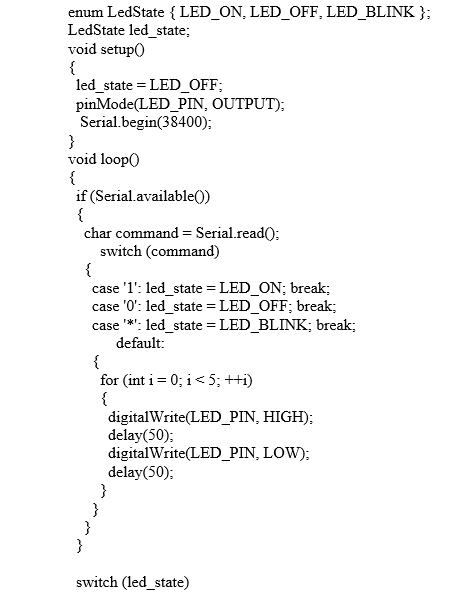 enum LedState { LED_ON, LED_OFF, LED_BLINK };
LedState led_state;
void setup()
{
led_state = LED_OFF;
pinMode(LED_PIN, OUTPUT);
Serial.begin(38400);
}
void loop()
{
if (Serial.available())
{
char command = Serial.read();
switch (command)
{
case '1': led_state = LED_ON; break;
case '0': led_state = LED_OFF; break;
case '*': led_state = LED_BLINK; break;
default:
{
for (int i = 0; i < 5; ++i)
{
digitalWrite(LED_PIN, HIGH);
delay(50);
digitalWrite(LED_PIN, LOW);
delay(50);
}
}
}
}
switch (led_state)